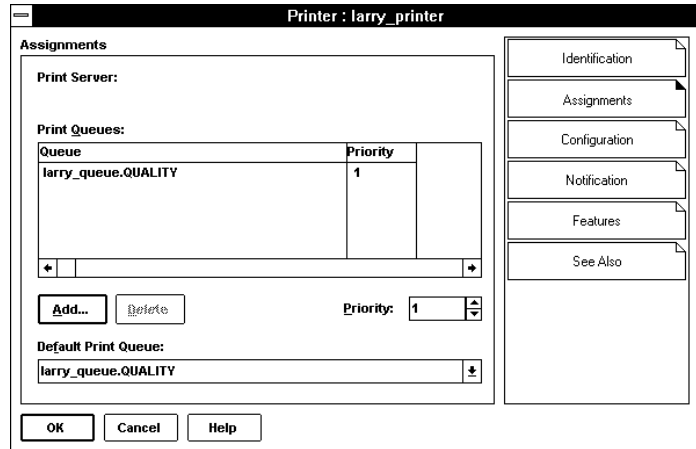 Printer : larry_printer
Assignments
Print Server:
Print Queues:
Queue Priority
larry_queue.QUALITY 1
Add... Delete Priority: 1
Default Print Queue:
larry_queue.QUALITY
OK Cancel Help
Identification
Assignments
Configuration
Notification
Features
See Also